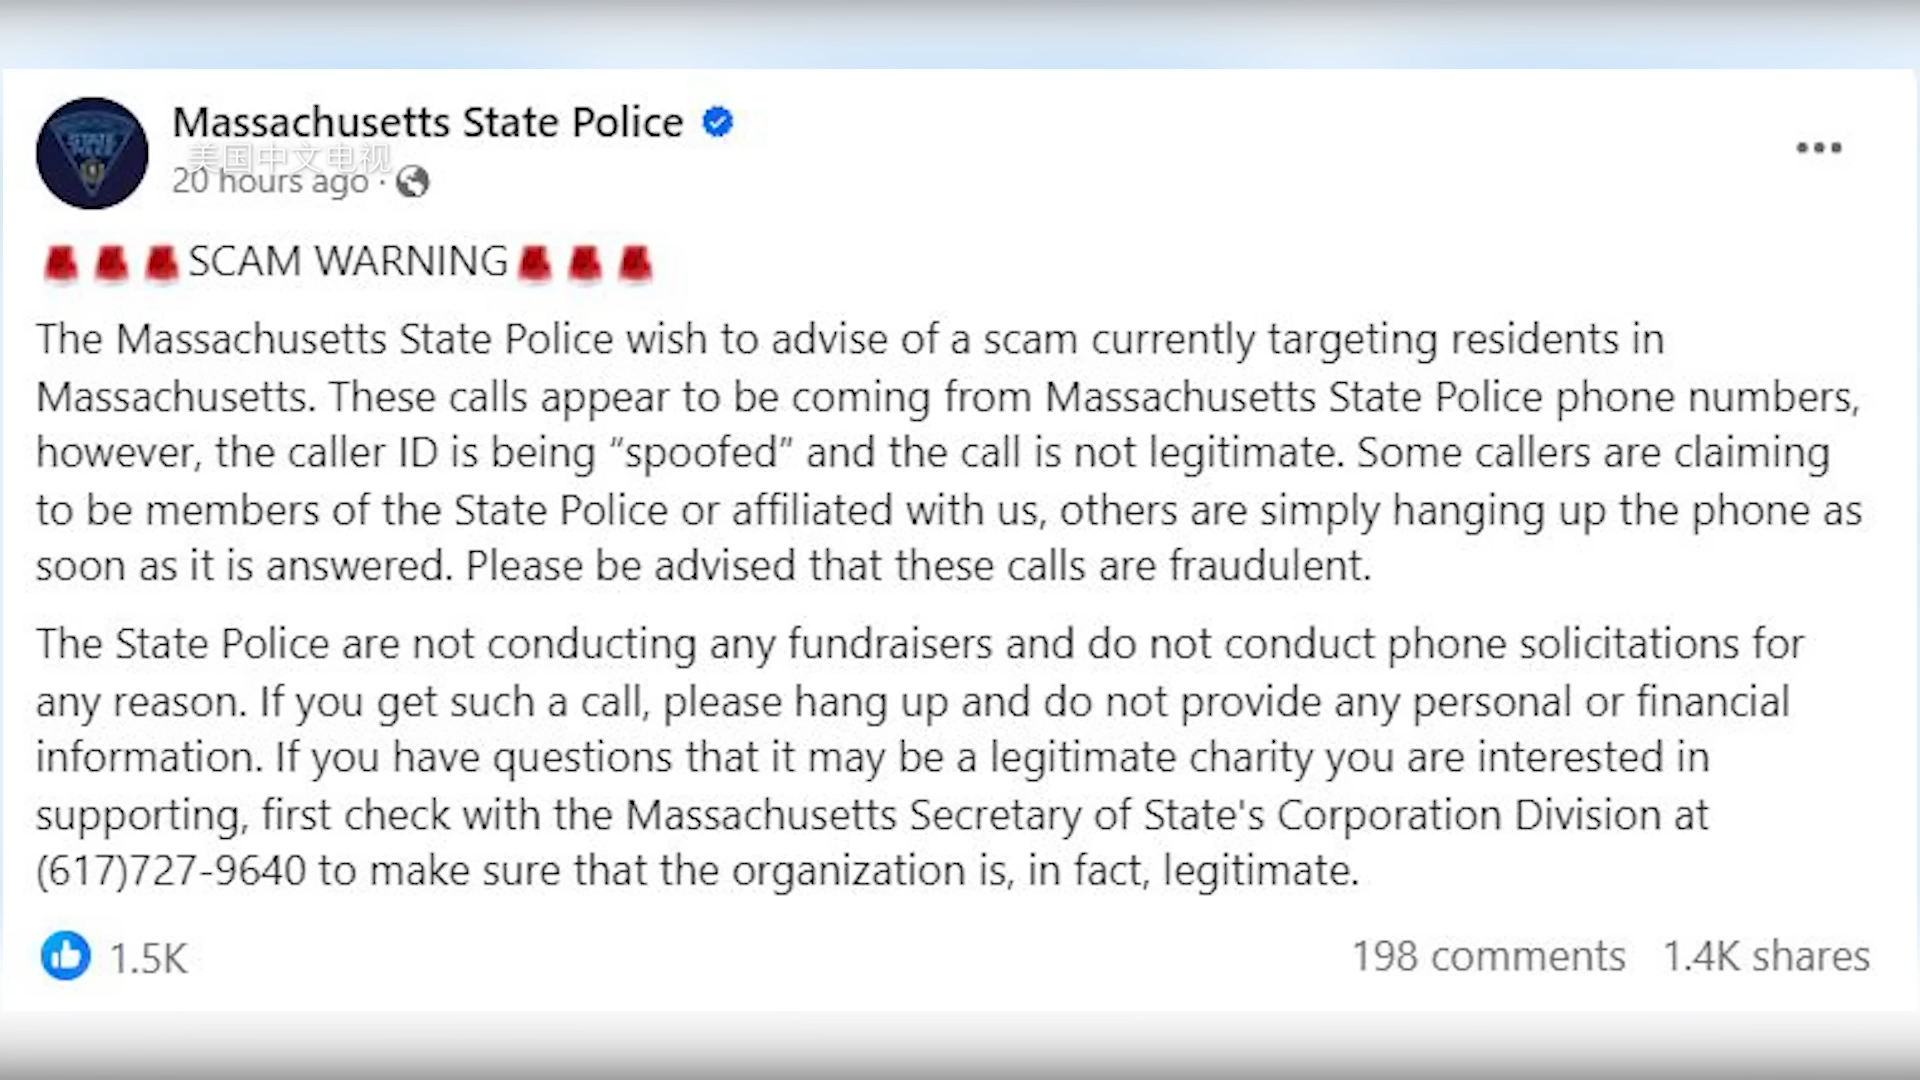 Massachusetts State Police
美国中文电视
20 hours ago ·
SCAM WARNING
The Massachusetts State Police wish to advise of a scam currently targeting residents in
Massachusetts. These calls appear to be coming from Massachusetts State Police phone numbers,
however, the caller ID is being “spoofed” and the call is not legitimate. Some callers are claiming
to be members of the State Police or affiliated with us, others are simply hanging up the phone as
soon as it is answered. Please be advised that these calls are fraudulent.
The State Police are not conducting any fundraisers and do not conduct phone solicitations for
any reason. If you get such a call, please hang up and do not provide any personal or financial
information. If you have questions that it may be a legitimate charity you are interested in
supporting, first check with the Massachusetts Secretary of State's Corporation Division at
(617)727-9640 to make sure that the organization is, in fact, legitimate.
1.5K
198 comments 1.4K shares